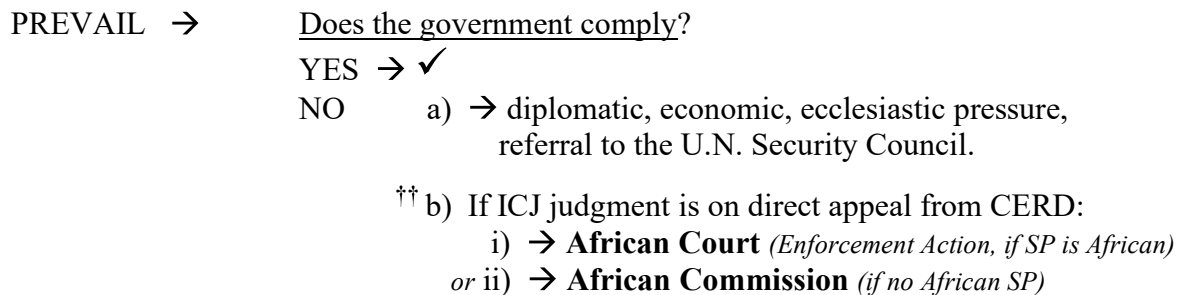 PREVAIL → Does the government comply?
YES → ✓
NO a) → diplomatic, economic, ecclesiastic pressure,
referral to the U.N. Security Council.
†† b) If ICJ judgment is on direct appeal from CERD:
i) → African Court (Enforcement Action, if SP is African)
or ii) → African Commission (if no African SP)